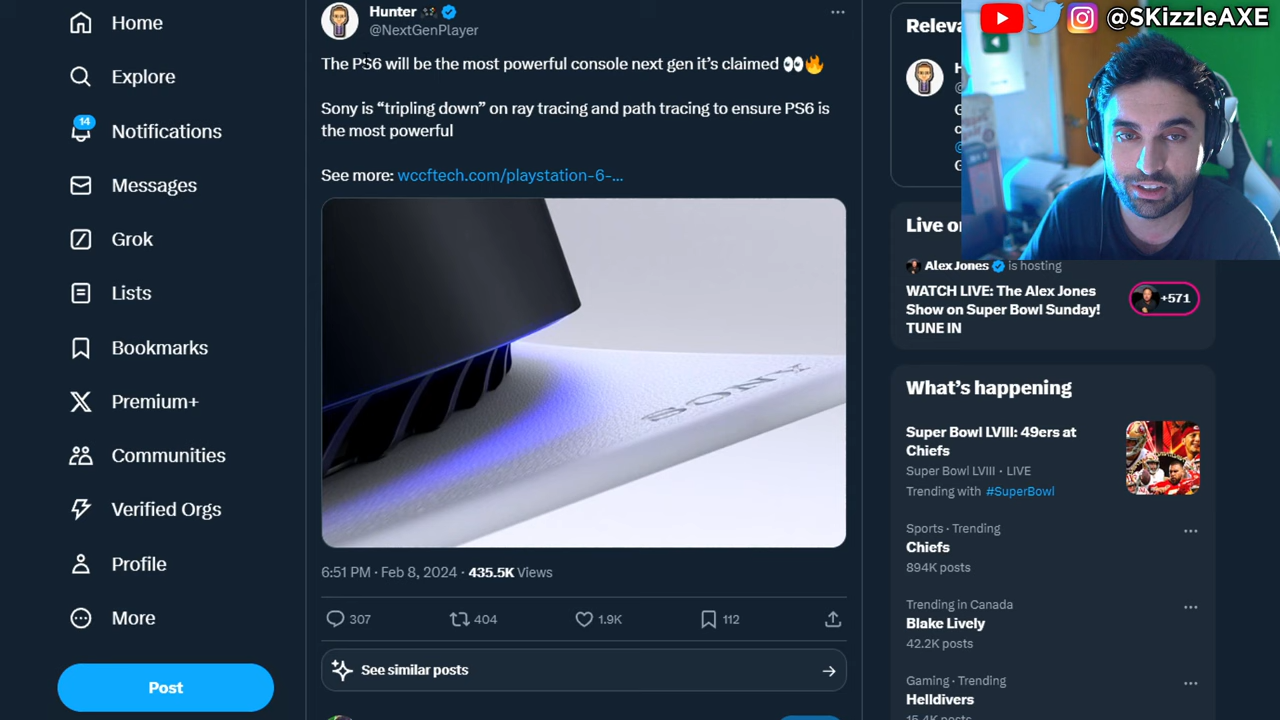 Home
Explore
14
Notifications
Messages
Grok
Lists
Bookmarks
Premium+
Communities
Verified Orgs
Profile
More
Post
Hunter
@NextGenPlayer
The PS6 will be the most powerful console next gen it's claimed 👀🔥
Sony is “tripling down” on ray tracing and path tracing to ensure PS6 is
the most powerful
See more: wccftech.com/playstation-6-...
SONY
6:51 PM · Feb 8, 2024 · 435.5K Views
307 404 1.9K 112
See similar posts
@SKizzleAXE
Alex Jones is hosting
WATCH LIVE: The Alex Jones
Show on Super Bowl Sunday!
TUNE IN
+571
What's happening
Super Bowl LVIII: 49ers at
Chiefs
Super Bowl LVIII · LIVE
Trending with #SuperBowl
Sports · Trending
Chiefs
894K posts
Trending in Canada
Blake Lively
42.2K posts
Gaming · Trending
Helldivers